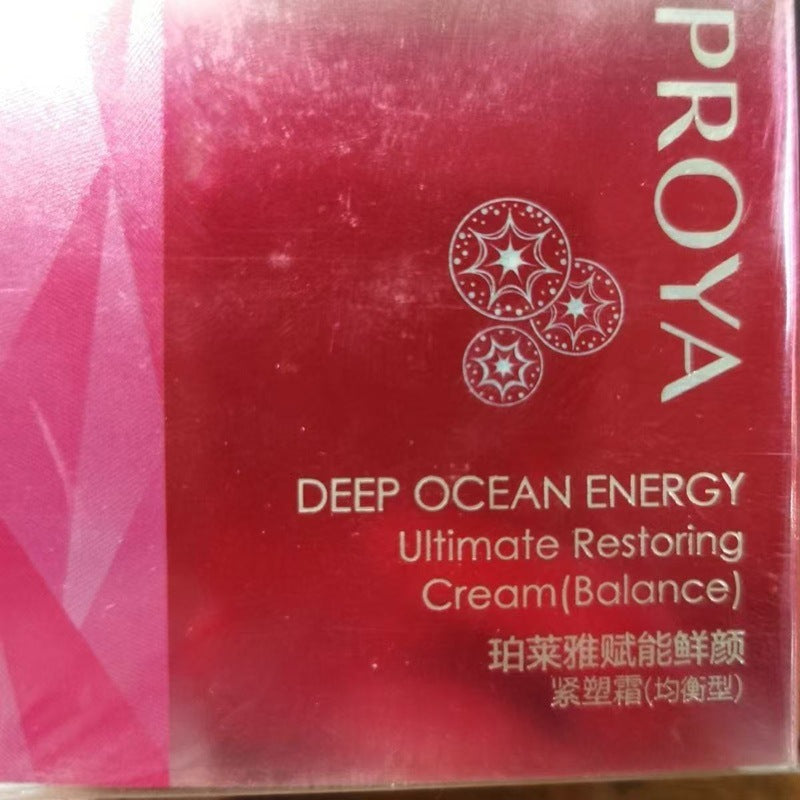 PROYA
DEEP OCEAN ENERGY
Ultimate Restoring
Cream(Balance)
珀莱雅赋能鲜颜
紧塑霜(均衡型)